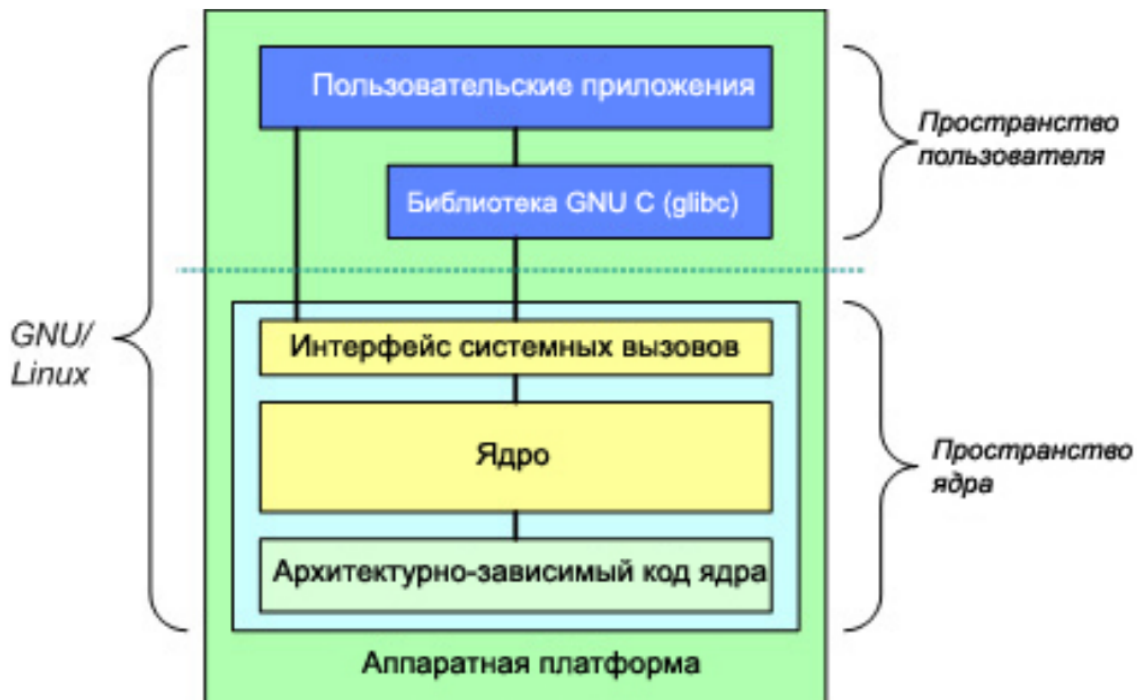 Пользовательские приложения
Пространство
пользователя
Библиотека GNU C (glibc)
GNU/
Linux
Интерфейс системных вызовов
Ядро
Пространство
ядра
Архитектурно-зависимый код ядра
Аппаратная платформа